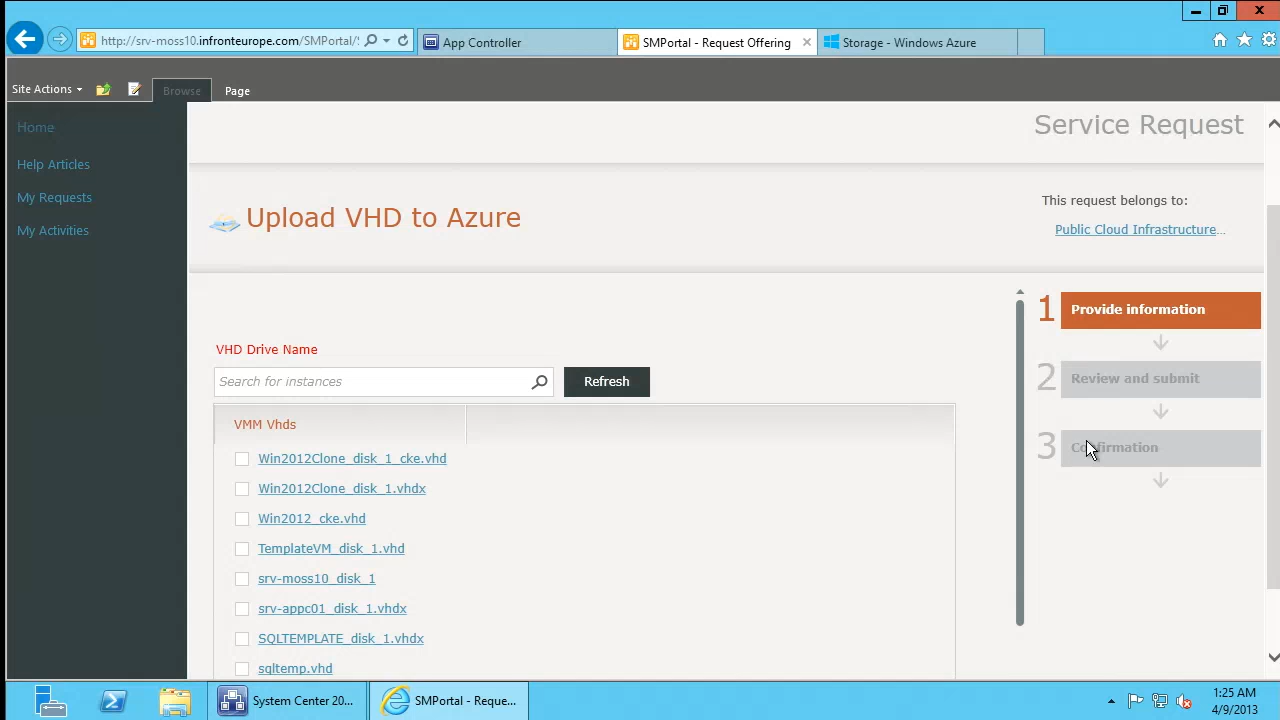 http://srv-moss10.infronteurope.com/SMPortal/
App Controller
SMPortal - Request Offering
Storage - Windows Azure
Site Actions
Browse
Page
Home
Help Articles
My Requests
My Activities
Service Request
Upload VHD to Azure
This request belongs to:
Public Cloud Infrastructure...
1 Provide information
2 Review and submit
3 Confirmation
VHD Drive Name
Search for instances
Refresh
VMM Vhds
Win2012Clone_disk_1_cke.vhd
Win2012Clone_disk_1.vhdx
Win2012_cke.vhd
TemplateVM_disk_1.vhd
srv-moss10_disk_1
srv-appc01_disk_1.vhdx
SQLTEMPLATE_disk_1.vhdx
sqltemp.vhd
System Center 20...
SMPortal - Reque...
1:25 AM
4/9/2013